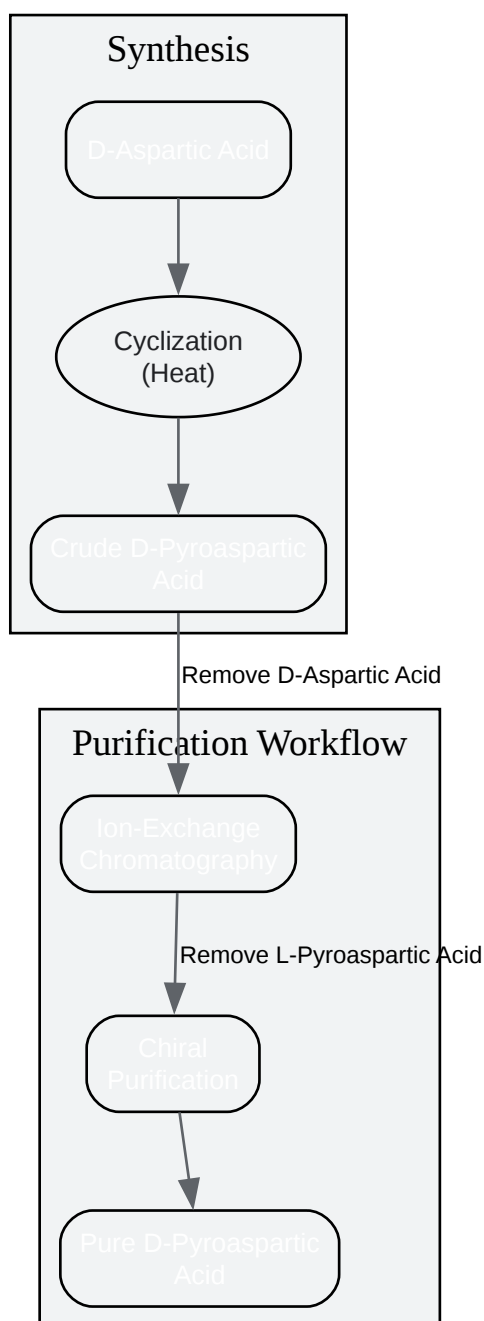 Synthesis
D-Aspartic Acid
Cyclization
(Heat)
Crude D-Pyroaspartic
Acid
Remove D-Aspartic Acid
Purification Workflow
Ion-Exchange
Chromatography
Remove L-Pyroaspartic Acid
Chiral
Purification
Pure D-Pyroaspartic
Acid